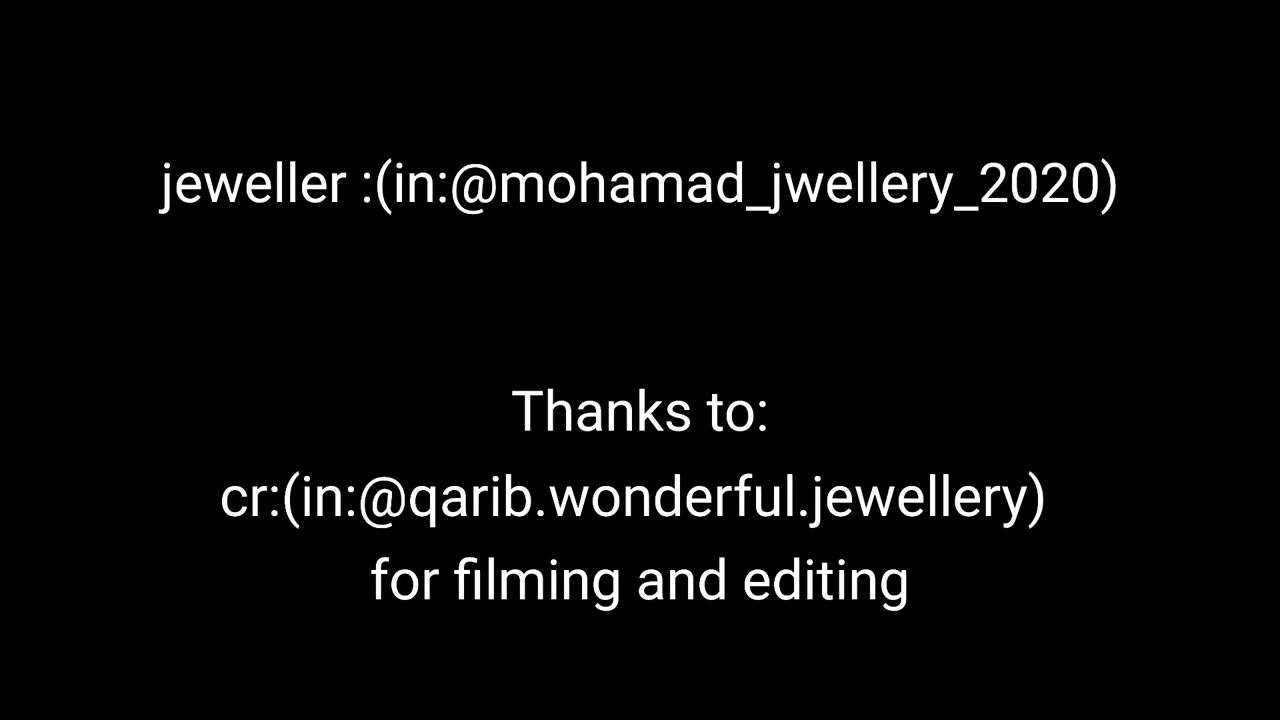 jeweller :(in:@mohamad_jwellery_2020)
Thanks to:
cr:(in:@qarib.wonderful.jewellery)
for filming and editing